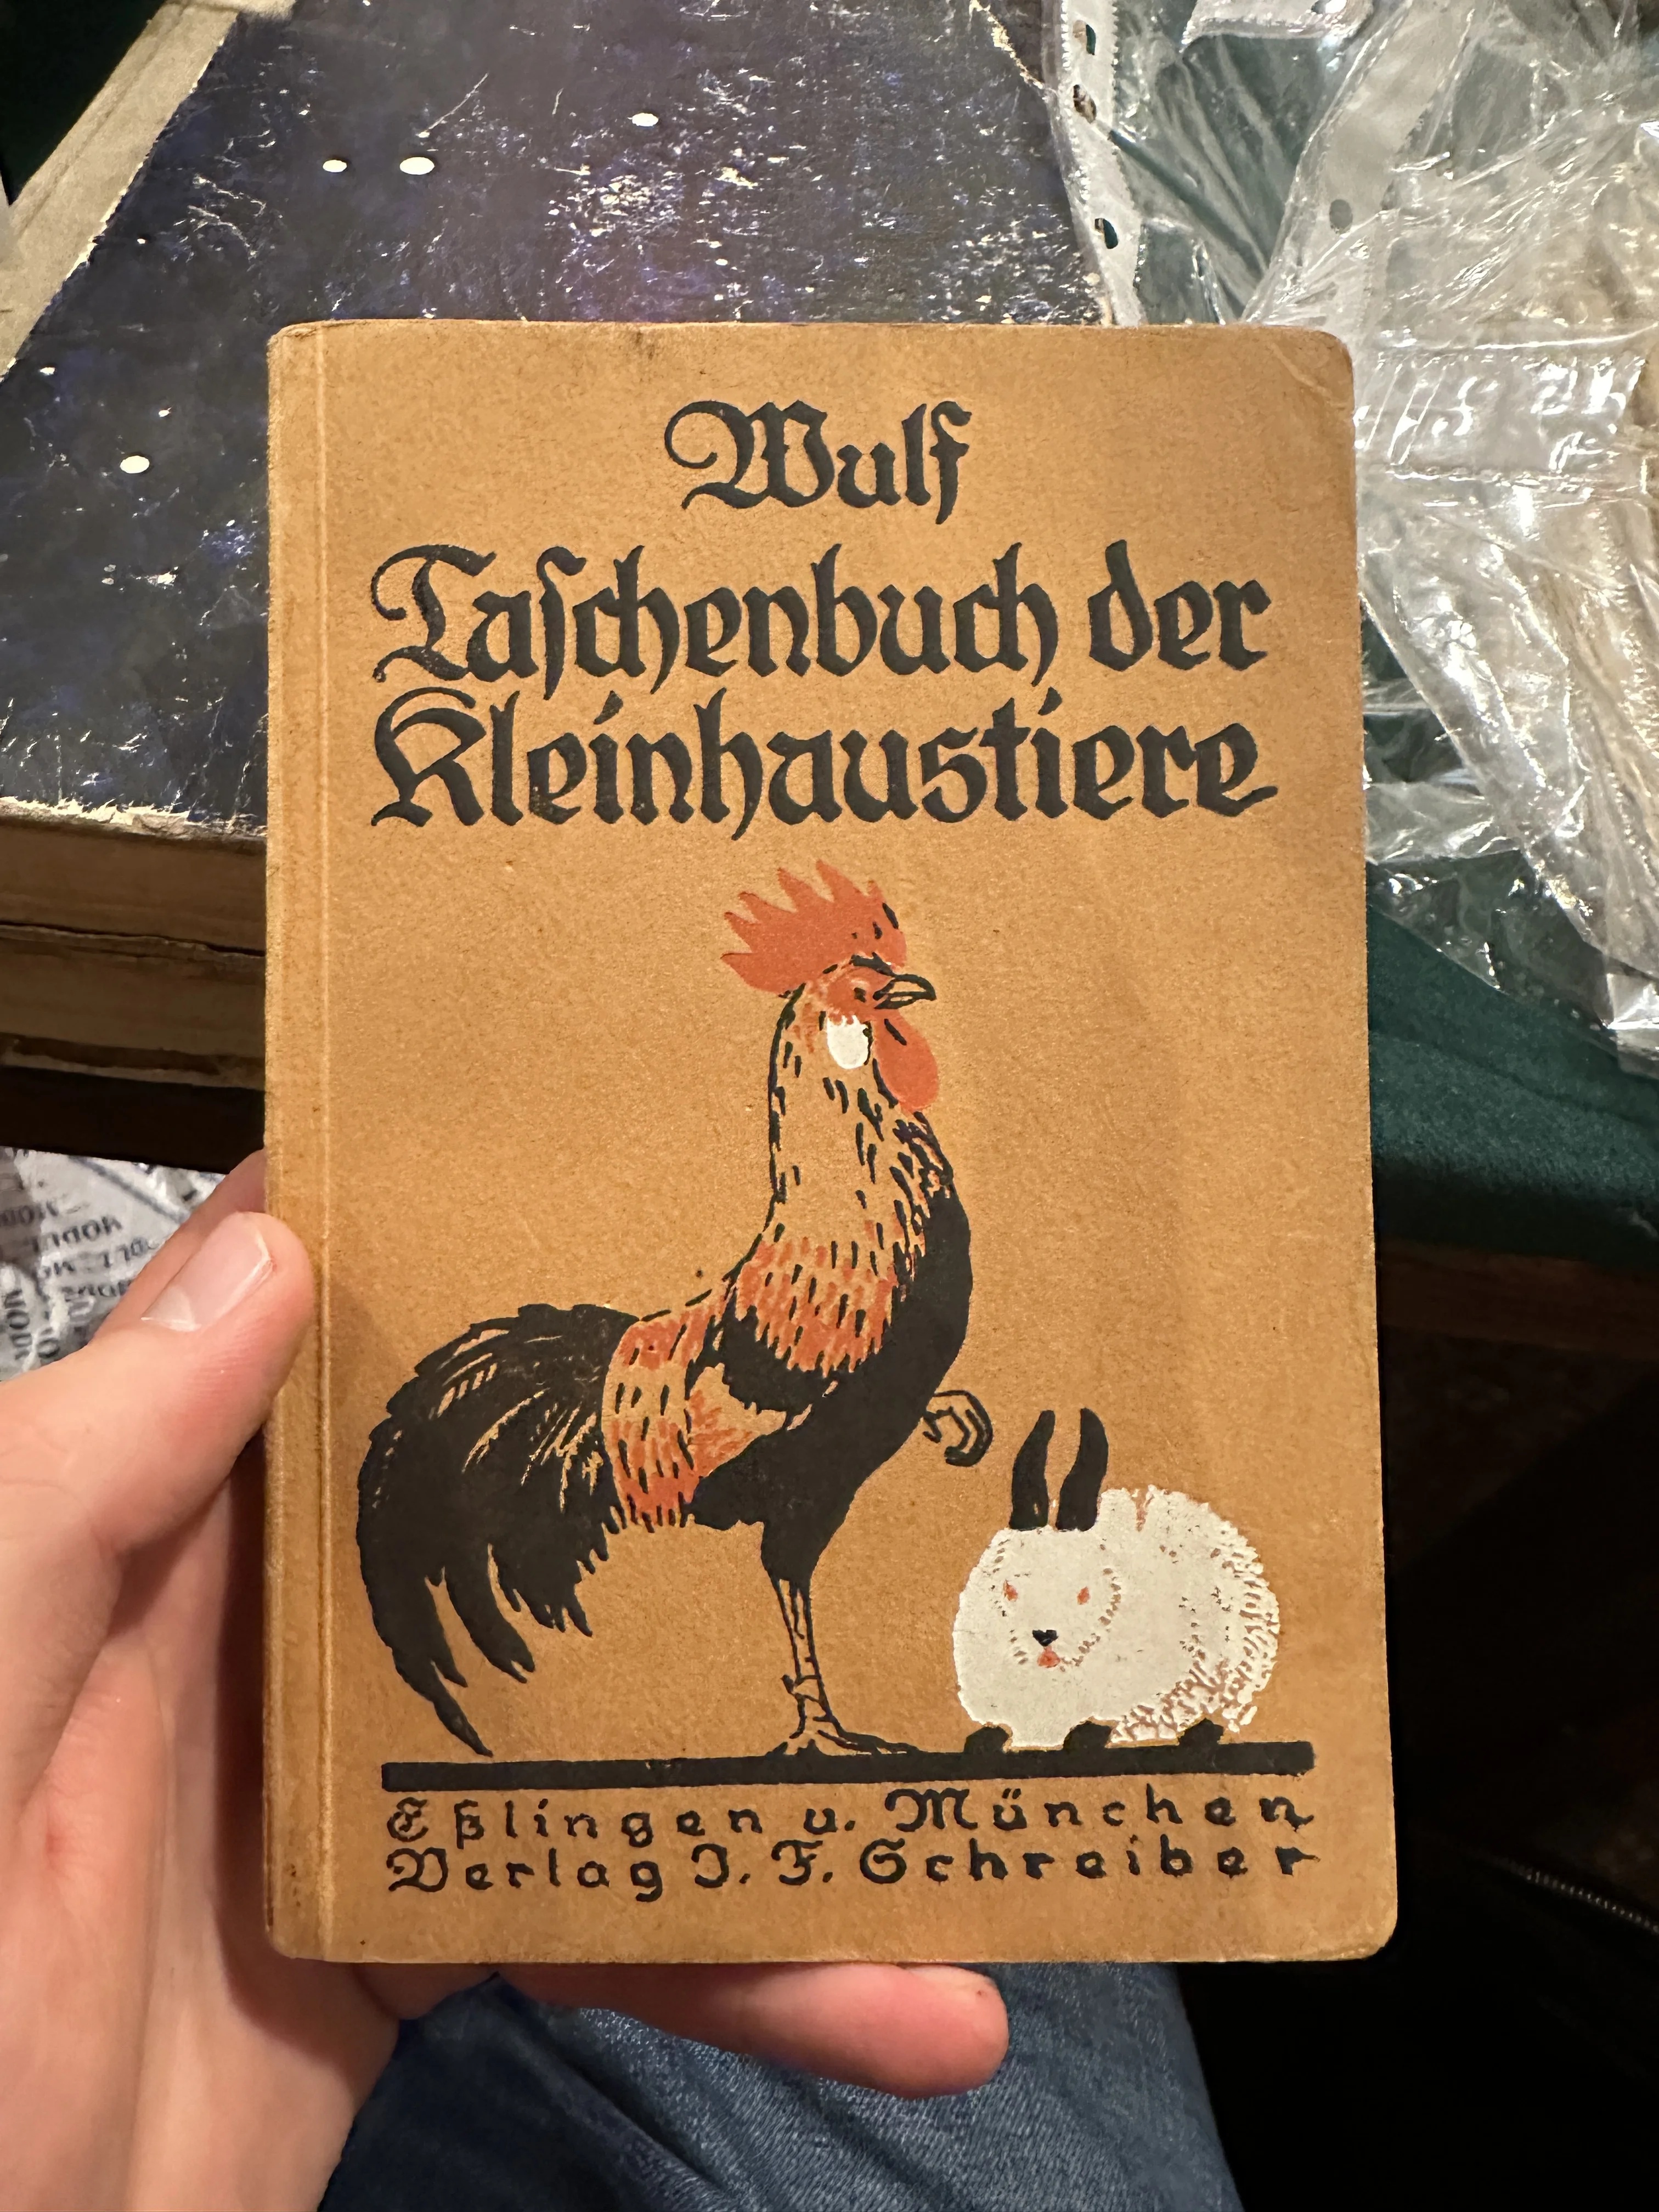 Wulf
Taſchenbuch der
Kleinhaustiere
Eßlingen u. München
Verlag J. F. Schreiber